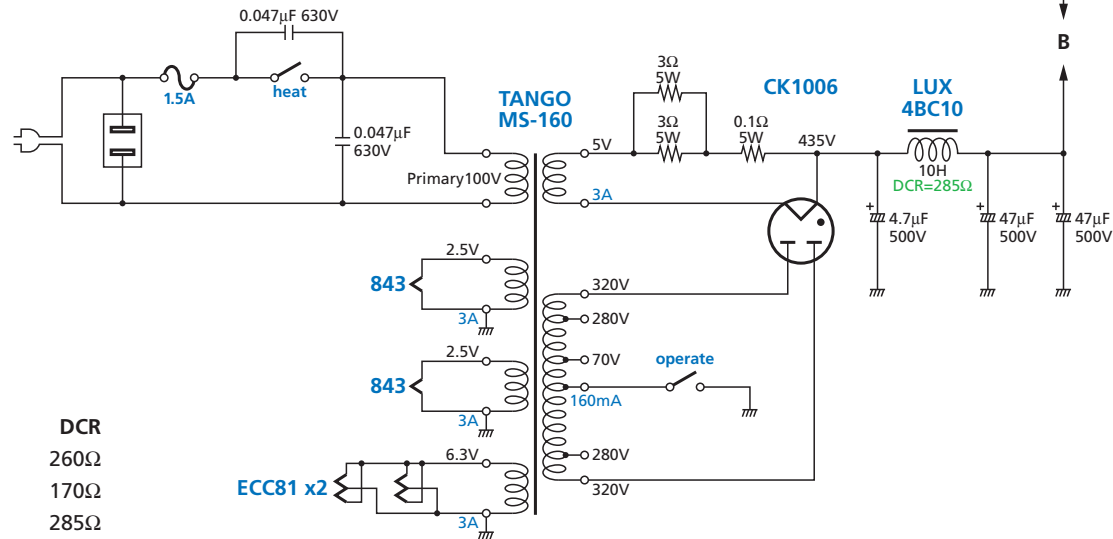 0.047μF 630V
1.5A
heat
0.047μF
630V
TANGO
MS-160
Primary100V
5V
3A
3Ω
5W
3Ω
5W
0.1Ω
5W
CK1006
435V
LUX
4BC10
10H
DCR=285Ω
B
+
4.7μF
500V
+
47μF
500V
+
47μF
500V
2.5V
843
3A
2.5V
843
3A
6.3V
ECC81 x2
3A
320V
280V
70V
operate
160mA
280V
320V
DCR
260Ω
170Ω
285Ω